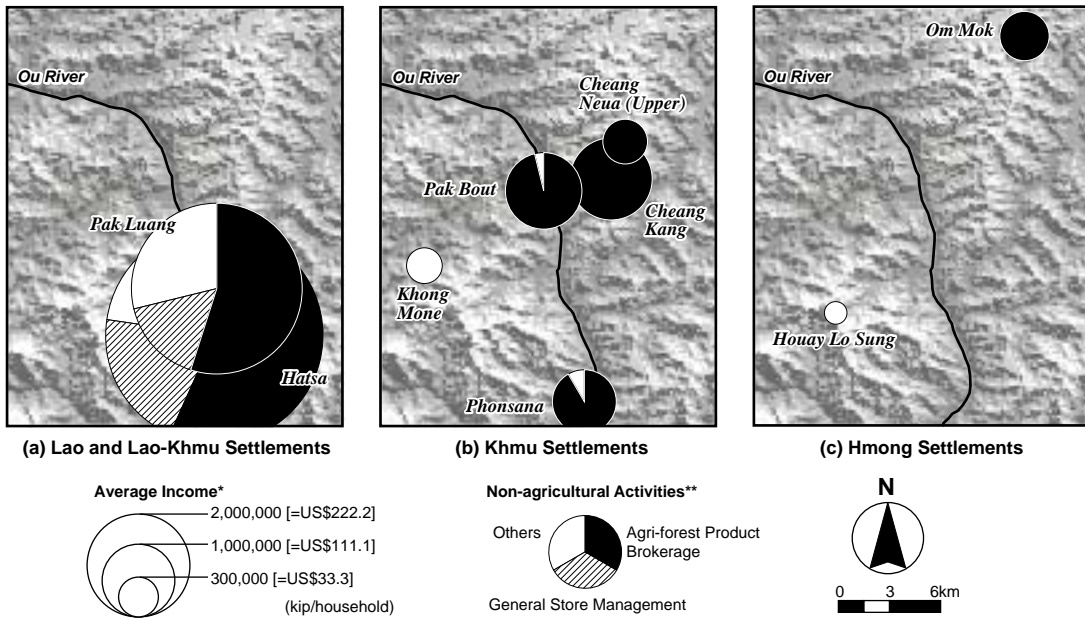 Ou River
Pak Luang
Hatsa
(a) Lao and Lao-Khmu Settlements
Ou River
Cheang
Neua (Upper)
Pak Bout
Cheang
Kang
Khong
Mone
Phonsana
(b) Khmu Settlements
Om Mok
Ou River
Houay Lo Sung
(c) Hmong Settlements
Average Income*
2,000,000 [=US$222.2]
1,000,000 [=US$111.1]
300,000 [=US$33.3]
(kip/household)
Non-agricultural Activities**
Others
Agri-forest Product
Brokerage
General Store Management
N
0 3 6km